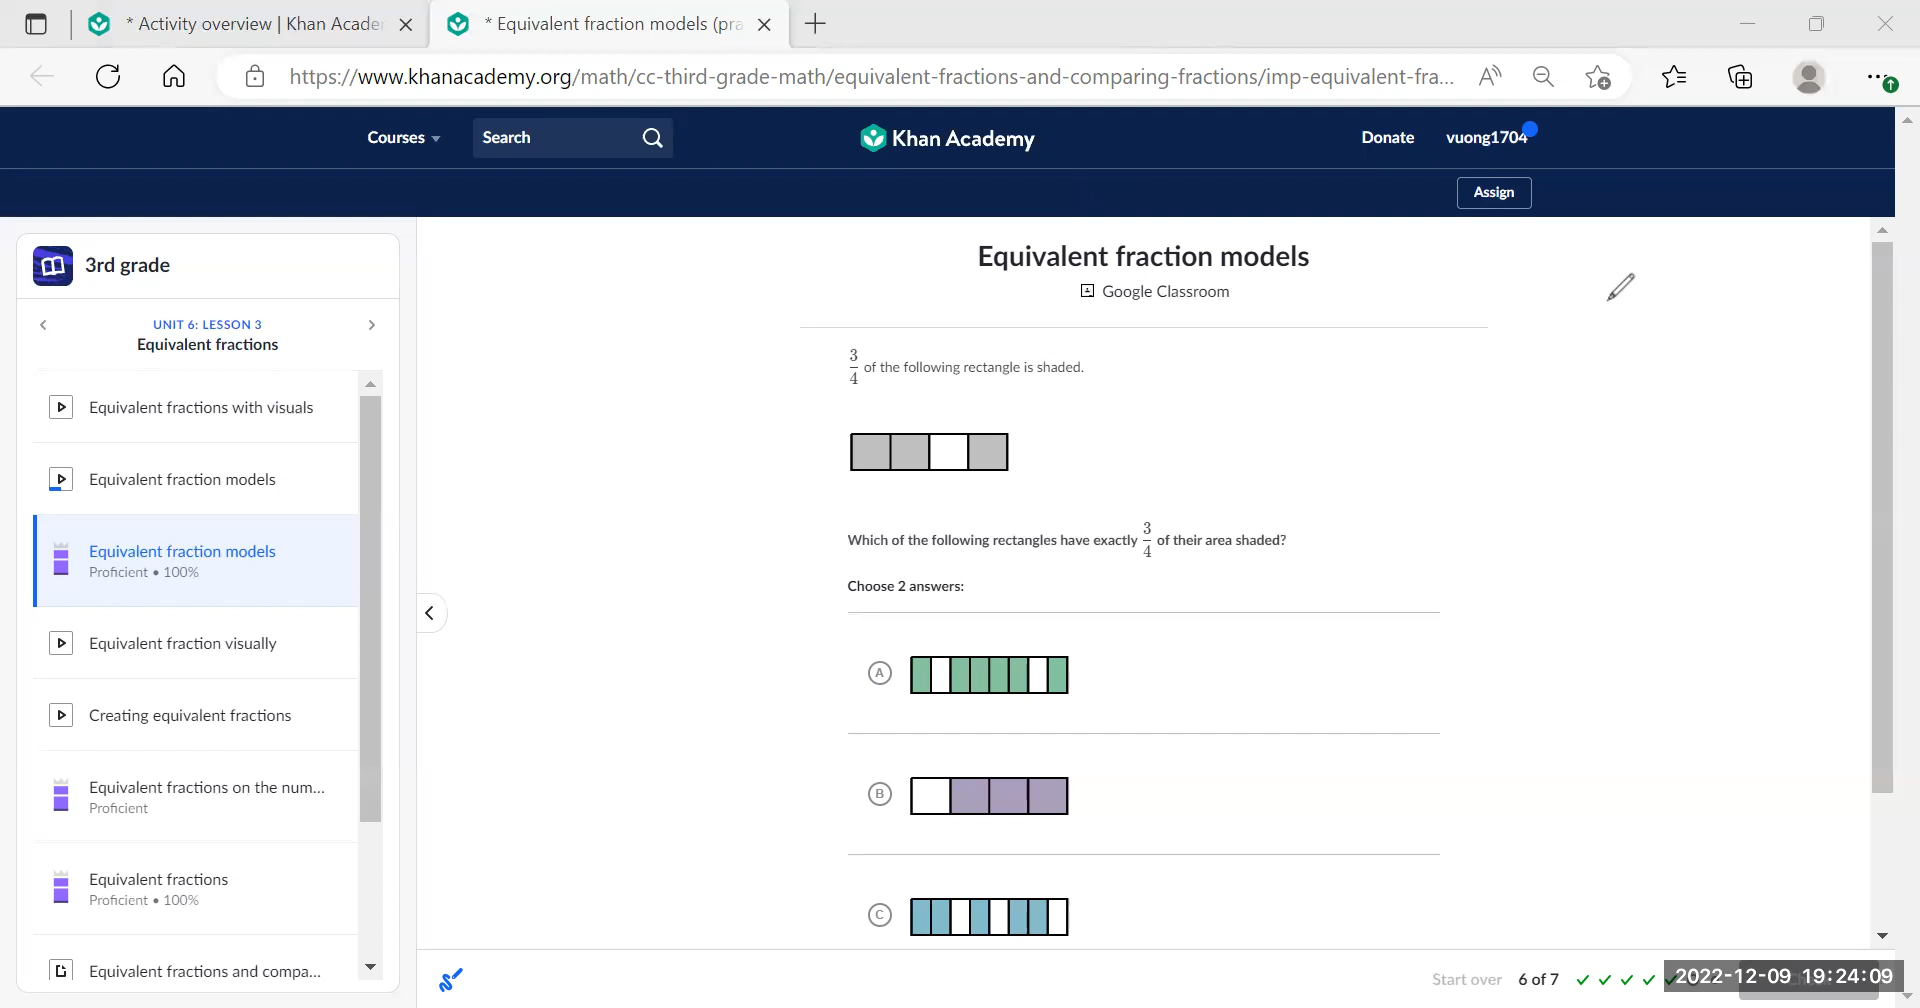 * Activity overview | Khan Acade
* Equivalent fraction models (pra
https://www.khanacademy.org/math/cc-third-grade-math/equivalent-fractions-and-comparing-fractions/imp-equivalent-fra...
Courses
Search
Khan Academy
Donate
vuong1704
Assign
3rd grade
UNIT 6: LESSON 3
Equivalent fractions
Equivalent fractions with visuals
Equivalent fraction models
Equivalent fraction models
Proficient • 100%
Equivalent fraction visually
Creating equivalent fractions
Equivalent fractions on the num...
Proficient
Equivalent fractions
Proficient • 100%
Equivalent fractions and compa...
Equivalent fraction models
Google Classroom
3/4 of the following rectangle is shaded.
Which of the following rectangles have exactly 3/4 of their area shaded?
Choose 2 answers:
A
B
C
Start over
6 of 7
2022-12-09 19:24:09